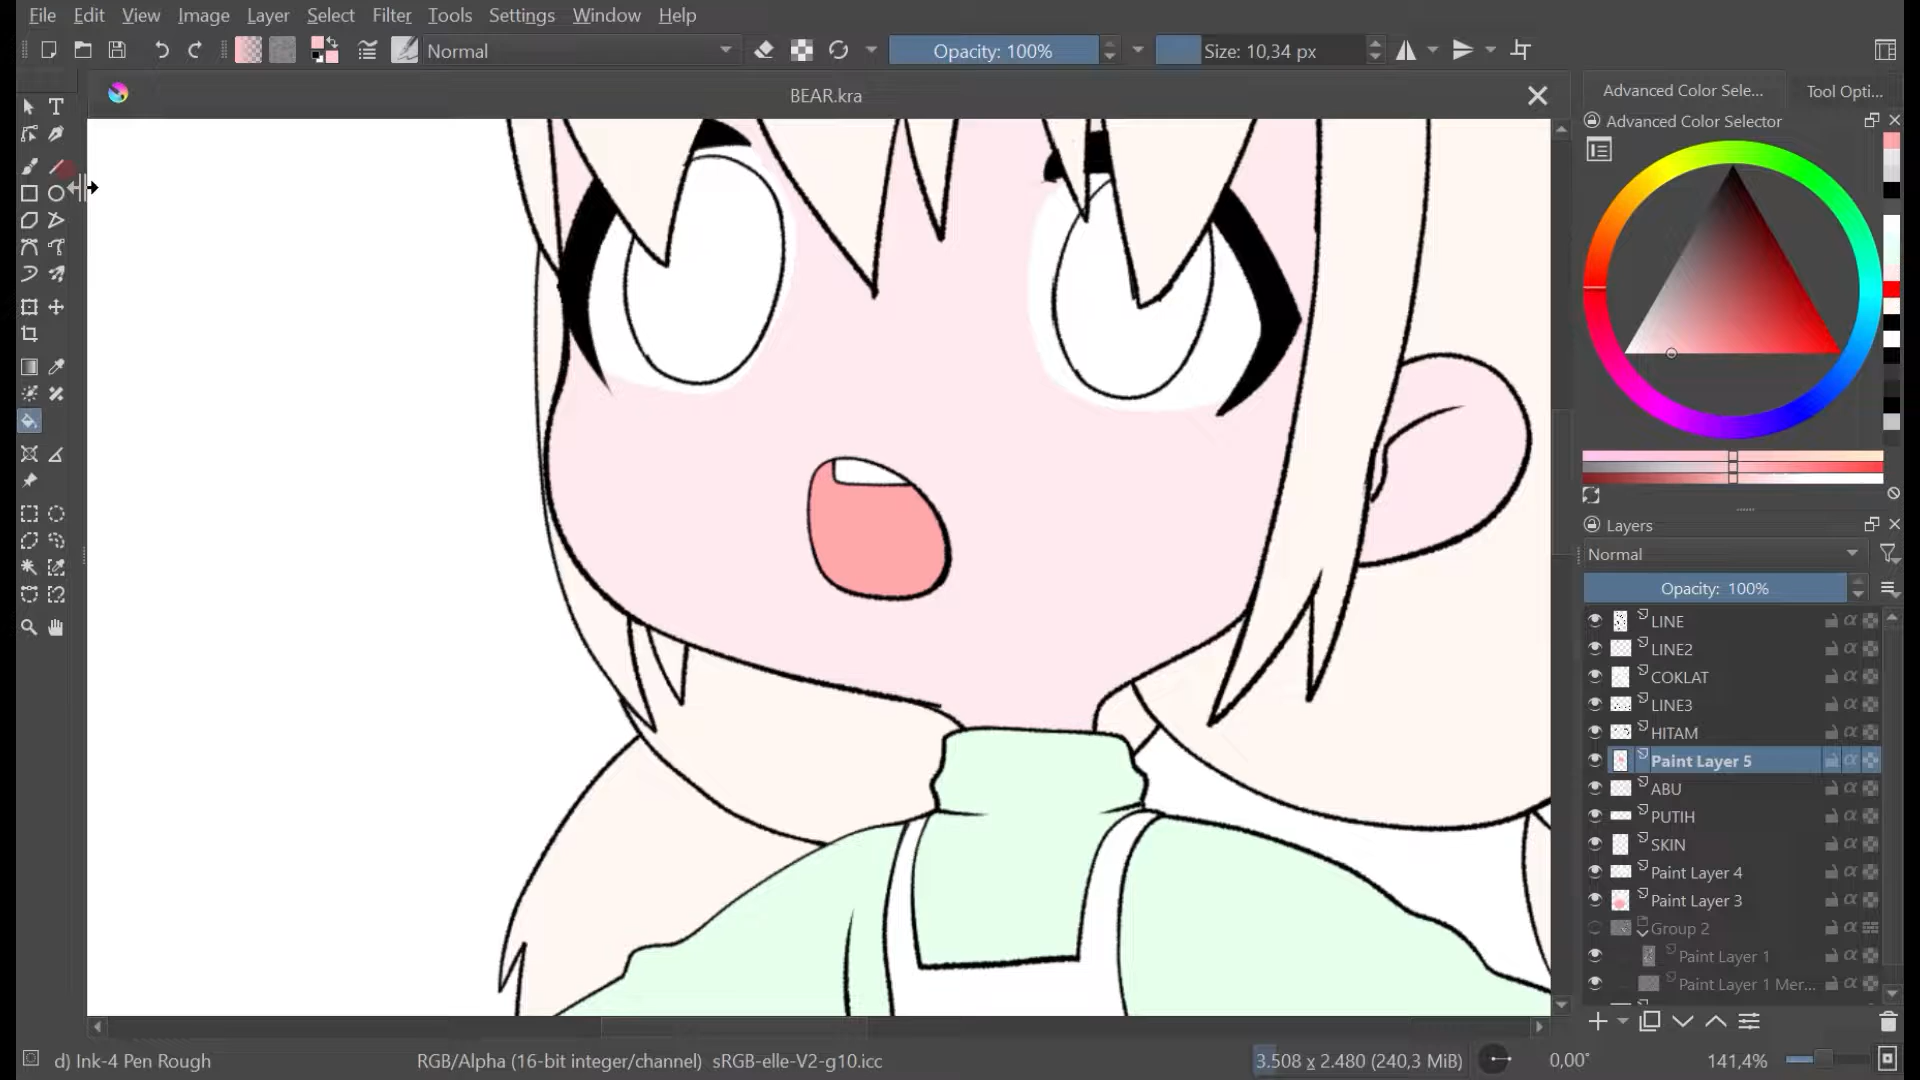 File Edit View Image Layer Select Filter Tools Settings Window Help
Normal Opacity: 100% Size: 10,34 px
BEAR.kra
Advanced Color Sele... Tool Opti...
Advanced Color Selector
Layers
Normal
Opacity: 100%
LINE
LINE2
COKLAT
LINE3
HITAM
Paint Layer 5
ABU
PUTIH
SKIN
Paint Layer 4
Paint Layer 3
Group 2
Paint Layer 1
Paint Layer 1 Mer...
d) Ink-4 Pen Rough RGB/Alpha (16-bit integer/channel) sRGB-elle-V2-g10.icc 3.508 x 2.480 (240,3 MiB) 0,00° 141,4%